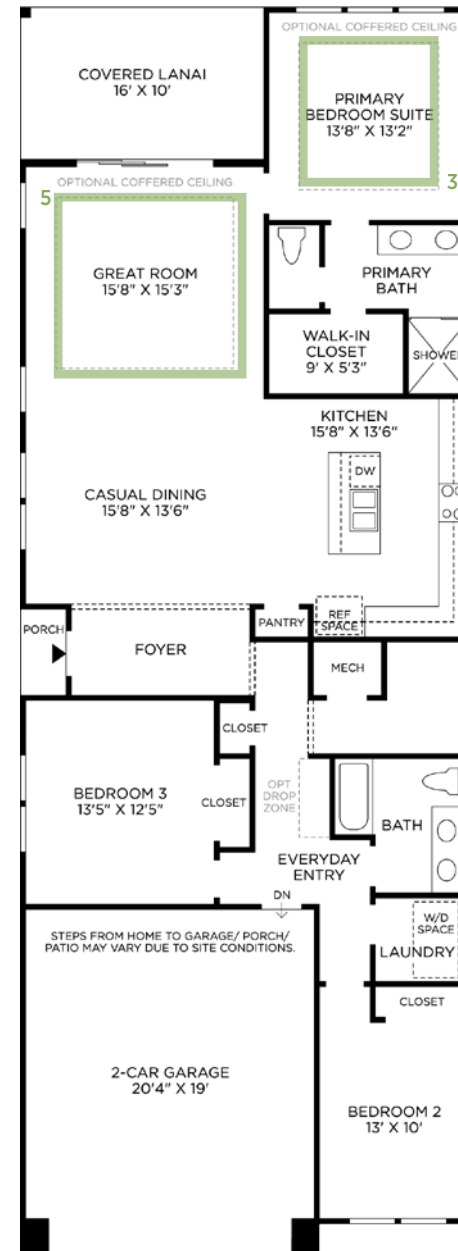 OPTIONAL COFFERED CEILING
COVERED LANAI
16' X 10'
PRIMARY
BEDROOM SUITE
13'8" X 13'2"
3
OPTIONAL COFFERED CEILING
5
GREAT ROOM
15'8" X 15'3"
PRIMARY
BATH
WALK-IN
CLOSET
9' X 5'3"
SHOWER
KITCHEN
15'8" X 13'6"
DW
CASUAL DINING
15'8" X 13'6"
PORCH
FOYER
PANTRY
REF
SPACE
MECH
CLOSET
BEDROOM 3
13'5" X 12'5"
CLOSET
OPT
DROP
ZONE
BATH
EVERYDAY
ENTRY
DN
W/D
SPACE
LAUNDRY
STEPS FROM HOME TO GARAGE/ PORCH/
PATIO MAY VARY DUE TO SITE CONDITIONS.
CLOSET
2-CAR GARAGE
20'4" X 19'
BEDROOM 2
13' X 10'